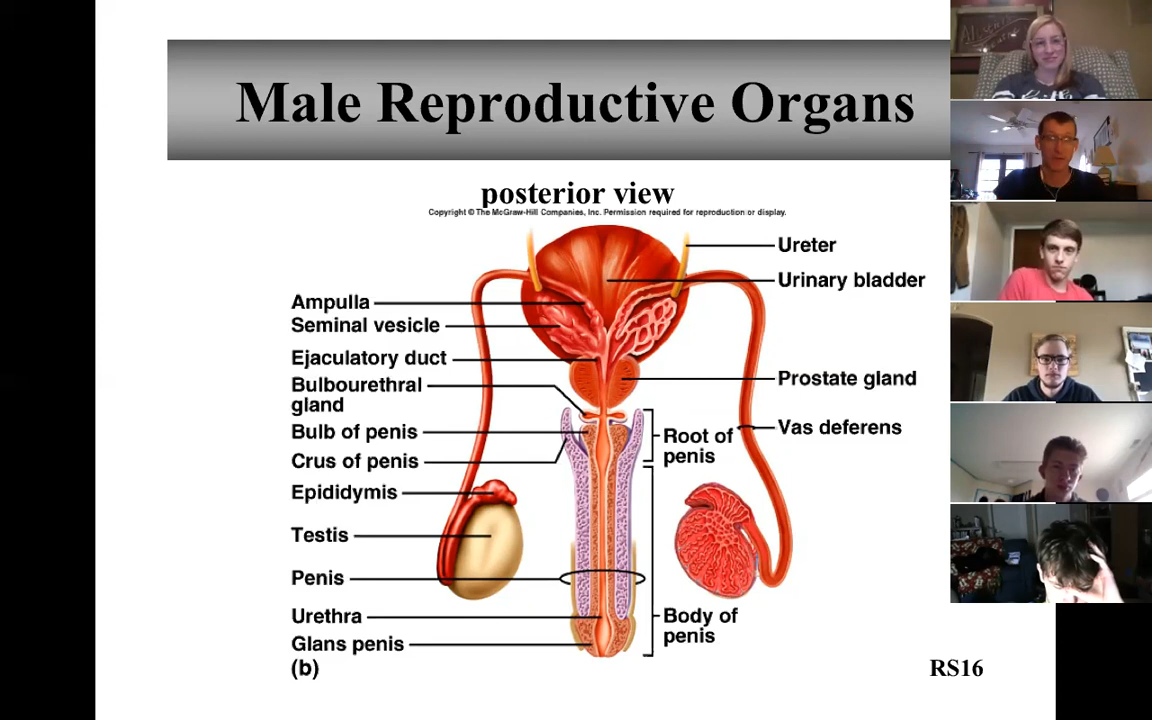 Male Reproductive Organs
posterior view
Copyright © The McGraw-Hill Companies, Inc. Permission required for reproduction or display.
Ureter
Urinary bladder
Ampulla
Seminal vesicle
Ejaculatory duct
Bulbourethral
gland
Prostate gland
Bulb of penis
Vas deferens
Root of
penis
Crus of penis
Epididymis
Testis
Penis
Urethra
Body of
penis
Glans penis
(b)
RS16